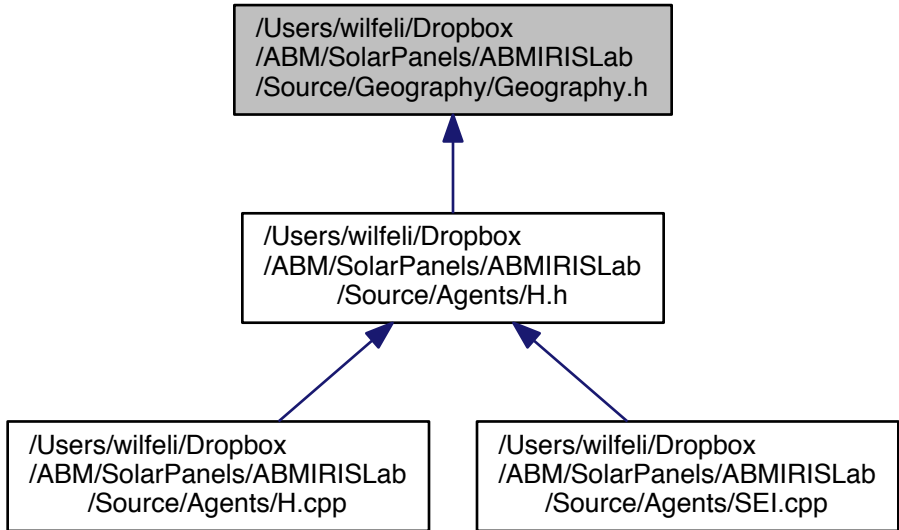 /Users/wilfeli/Dropbox
/ABM/SolarPanels/ABMIRISLab
/Source/Geography/Geography.h
/Users/wilfeli/Dropbox
/ABM/SolarPanels/ABMIRISLab
/Source/Agents/H.h
/Users/wilfeli/Dropbox
/ABM/SolarPanels/ABMIRISLab
/Source/Agents/H.cpp
/Users/wilfeli/Dropbox
/ABM/SolarPanels/ABMIRISLab
/Source/Agents/SEI.cpp